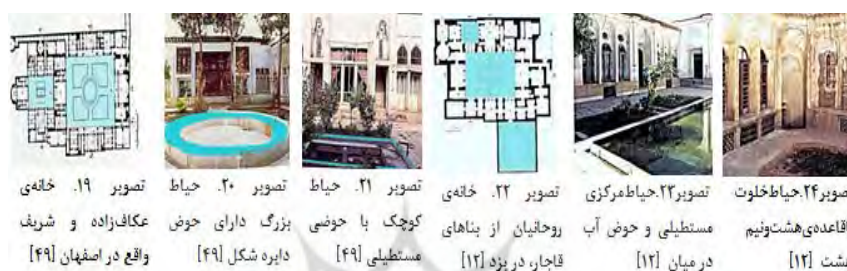 تصویر ۱۹. خانه‌ی
عکاف‌زاده و شریف
واقع در اصفهان [۴۹]
تصویر ۲۰. حیاط
بزرگ دارای حوض
دایره شکل [۴۹]
تصویر ۲۱. حیاط
کوچک با حوضی
مستطیلی [۴۹]
تصویر ۲۲. خانه‌ی
روحانیان از بناهای
قاجار، در یزد [۱۲]
تصویر۲۳.حیاط‌مرکزی
مستطیلی و حوض آب
در میان [۱۲]
صویر۲۴.حیاط‌خلوت
اقاعده‌ی‌هشت‌ونیم
شت [۱۲]